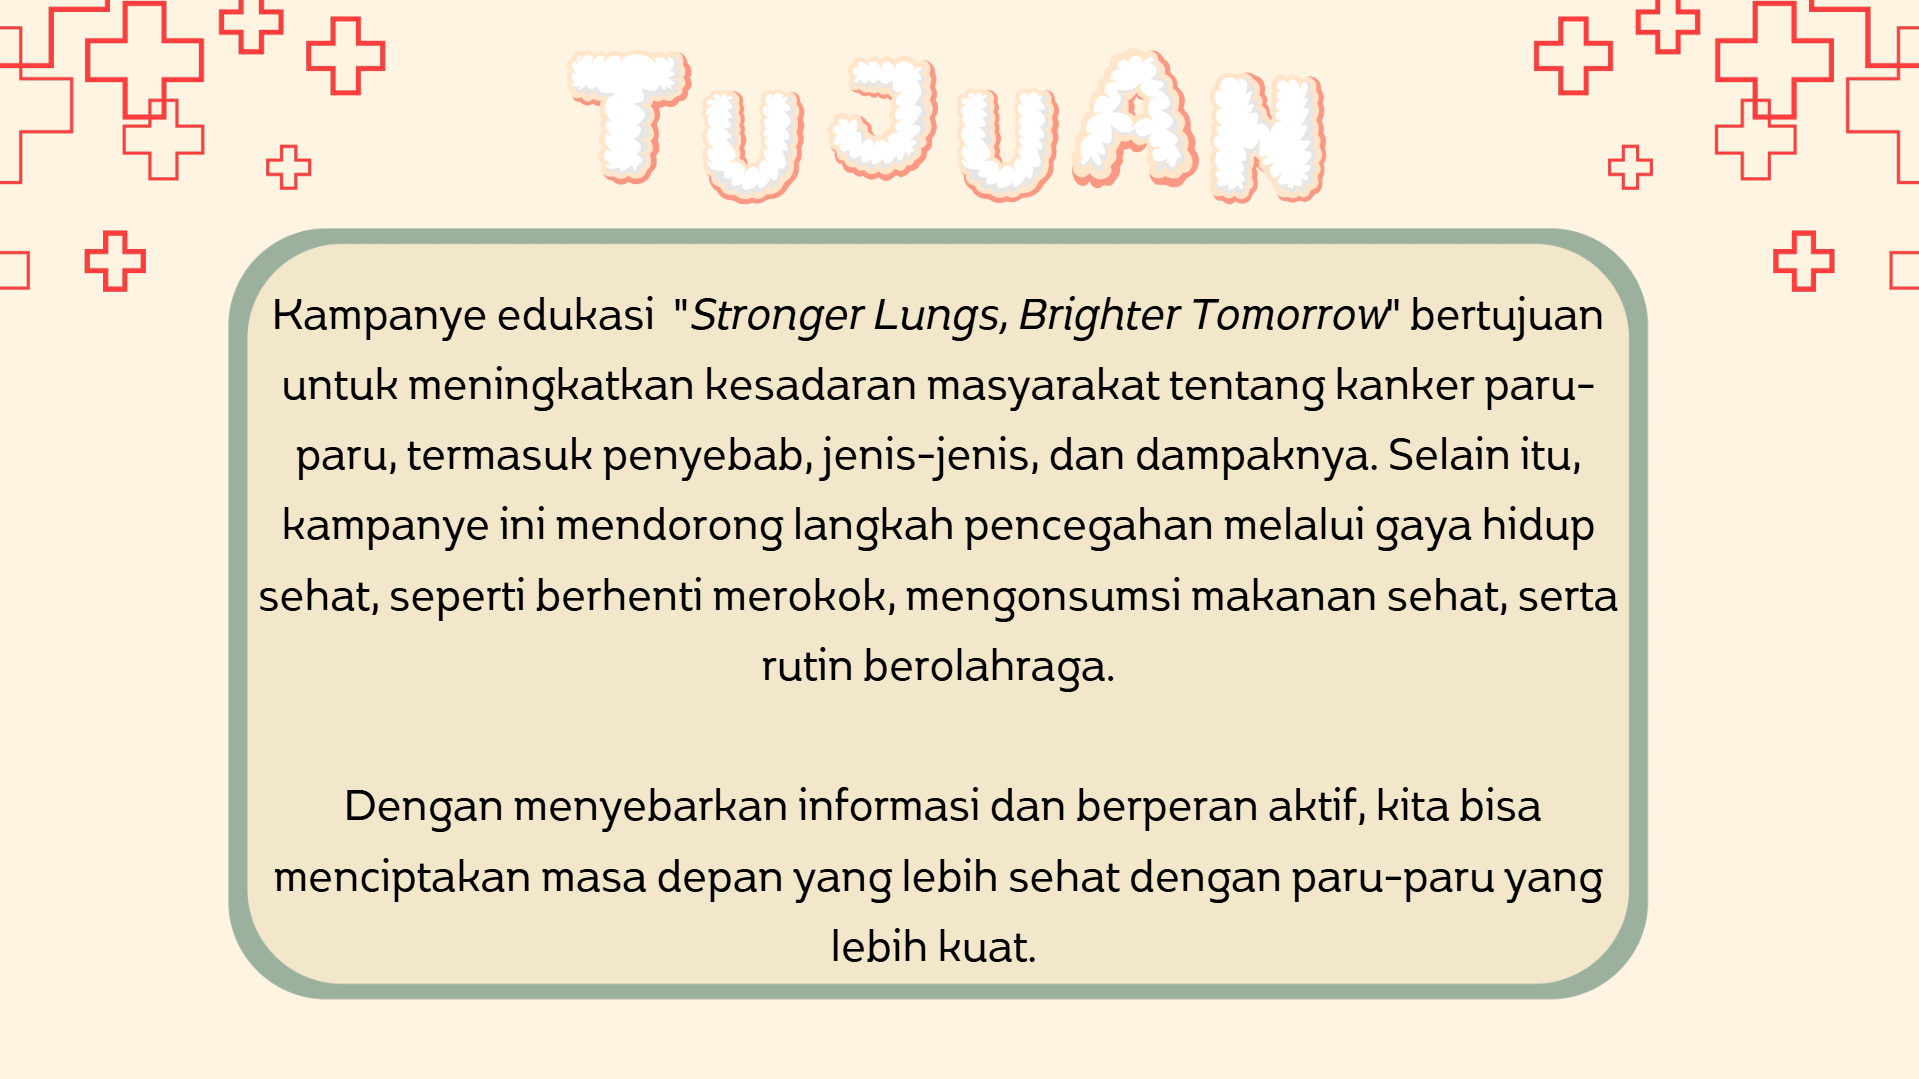 TUJUAN
Kampanye edukasi "Stronger Lungs, Brighter Tomorrow" bertujuan
untuk meningkatkan kesadaran masyarakat tentang kanker paru-
paru, termasuk penyebab, jenis-jenis, dan dampaknya. Selain itu,
kampanye ini mendorong langkah pencegahan melalui gaya hidup
sehat, seperti berhenti merokok, mengonsumsi makanan sehat, serta
rutin berolahraga.
Dengan menyebarkan informasi dan berperan aktif, kita bisa
menciptakan masa depan yang lebih sehat dengan paru-paru yang
lebih kuat.